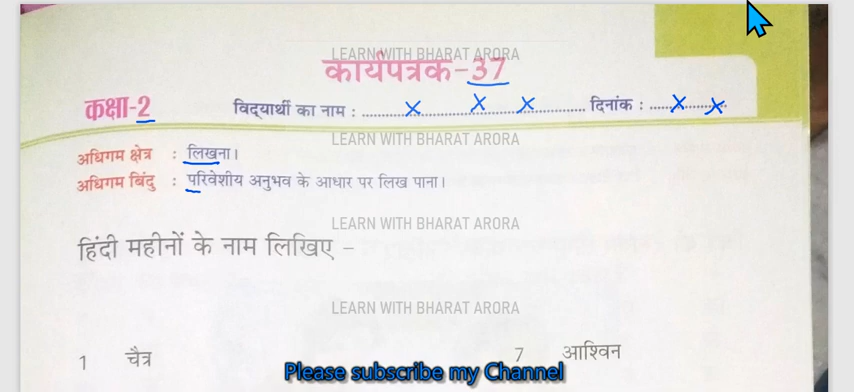 LEARN WITH BHARAT ARORA
कार्यपत्रक-37
कक्षा-2
विद्यार्थी का नाम : ............................................................ दिनांक : .....................
LEARN WITH BHARAT ARORA
अधिगम क्षेत्र : लिखना।
अधिगम बिंदु : परिवेशीय अनुभव के आधार पर लिख पाना।
LEARN WITH BHARAT ARORA
हिंदी महीनों के नाम लिखिए –
LEARN WITH BHARAT ARORA
1 चैत्र 7 आश्विन
Please subscribe my Channel